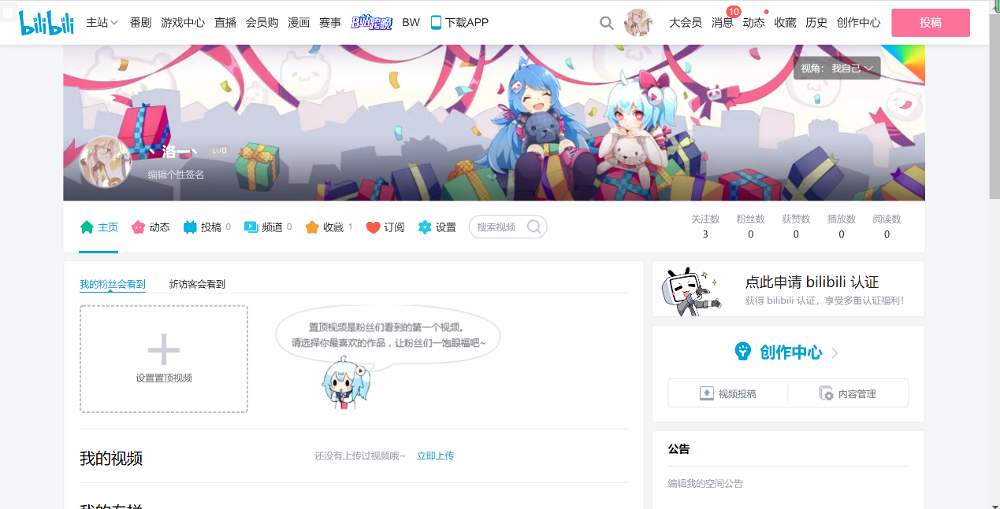 bilibili 主站 番剧 游戏中心 直播 会员购 漫画 赛事 B站跨晚 BW 下载APP 大会员 消息 10 动态 收藏 历史 创作中心 投稿
视角： 我自己
丶洛一丶 LV0
编辑个性签名
主页 动态 投稿 0 频道 0 收藏 1 订阅 设置 搜索视频
关注数 粉丝数 获赞数 播放数 阅读数
3 0 0 0 0
我的粉丝会看到 新访客会看到
置顶视频是粉丝们看到的第一个视频。
请选择你最喜欢的作品，让粉丝们一饱眼福吧~
设置置顶视频
点此申请 bilibili 认证
获得 bilibili 认证，享受多重认证福利！
创作中心
视频投稿 内容管理
我的视频 还没有上传过视频哦~ 立即上传
公告
编辑我的空间公告